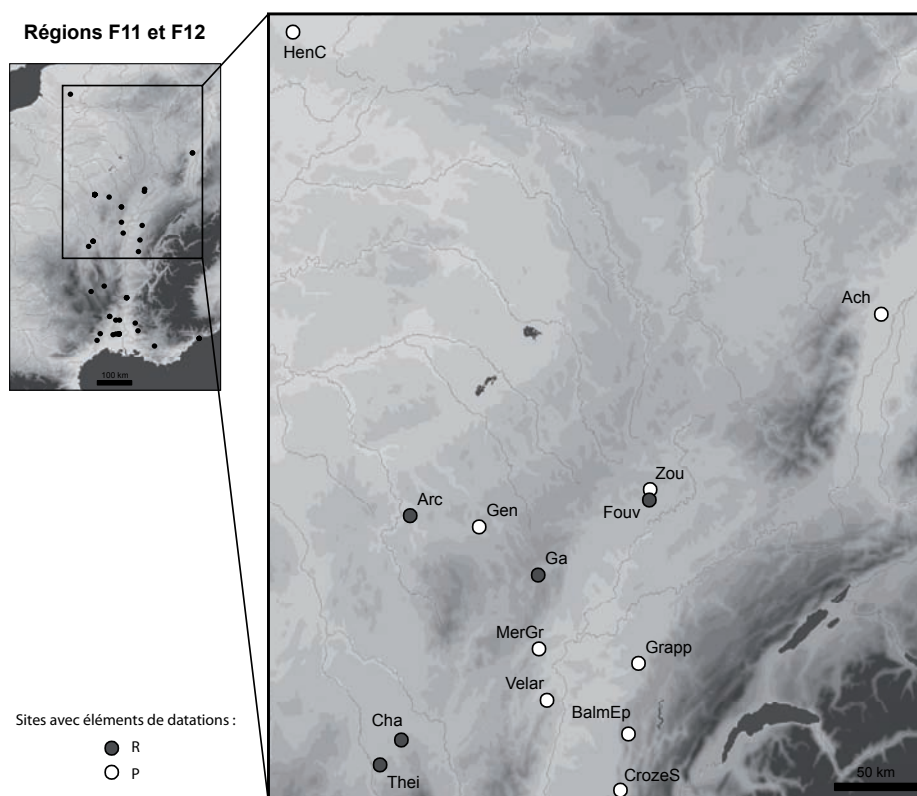 Régions F11 et F12
100 km
HenC
Ach
Zou
Fouv
Arc
Gen
Ga
MerGr
Grapp
Velar
BalmEp
Cha
Thei
CrozeS
50 km
Sites avec éléments de datations :
R
P